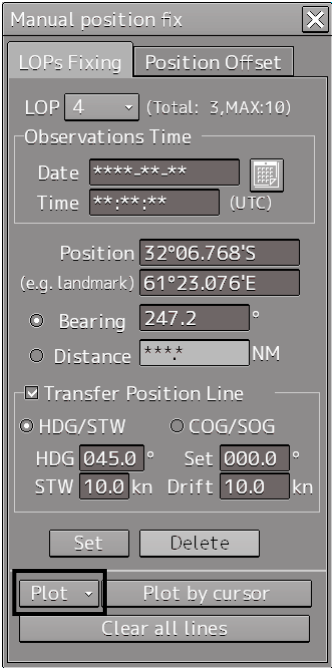 Manual position fix
LOPs Fixing Position Offset
LOP 4 (Total: 3,MAX:10)
Observations Time
Date ****-**-**
Time **:**:** (UTC)
Position 32°06.768'S
(e.g. landmark) 61°23.076'E
Bearing 247.2 °
Distance ***.* NM
Transfer Position Line
HDG/STW COG/SOG
HDG 045.0 ° Set 000.0 °
STW 10.0 kn Drift 10.0 kn
Set Delete
Plot Plot by cursor
Clear all lines